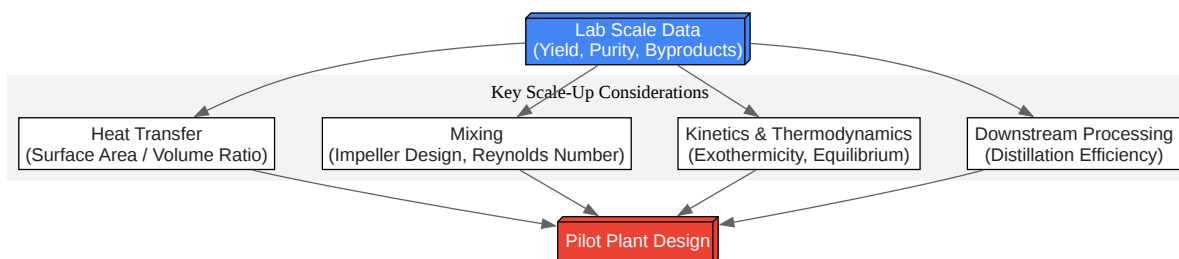 Lab Scale Data
(Yield, Purity, Byproducts)
Key Scale-Up Considerations
Heat Transfer
(Surface Area / Volume Ratio)
Mixing
(Impeller Design, Reynolds Number)
Kinetics & Thermodynamics
(Exothermicity, Equilibrium)
Downstream Processing
(Distillation Efficiency)
Pilot Plant Design